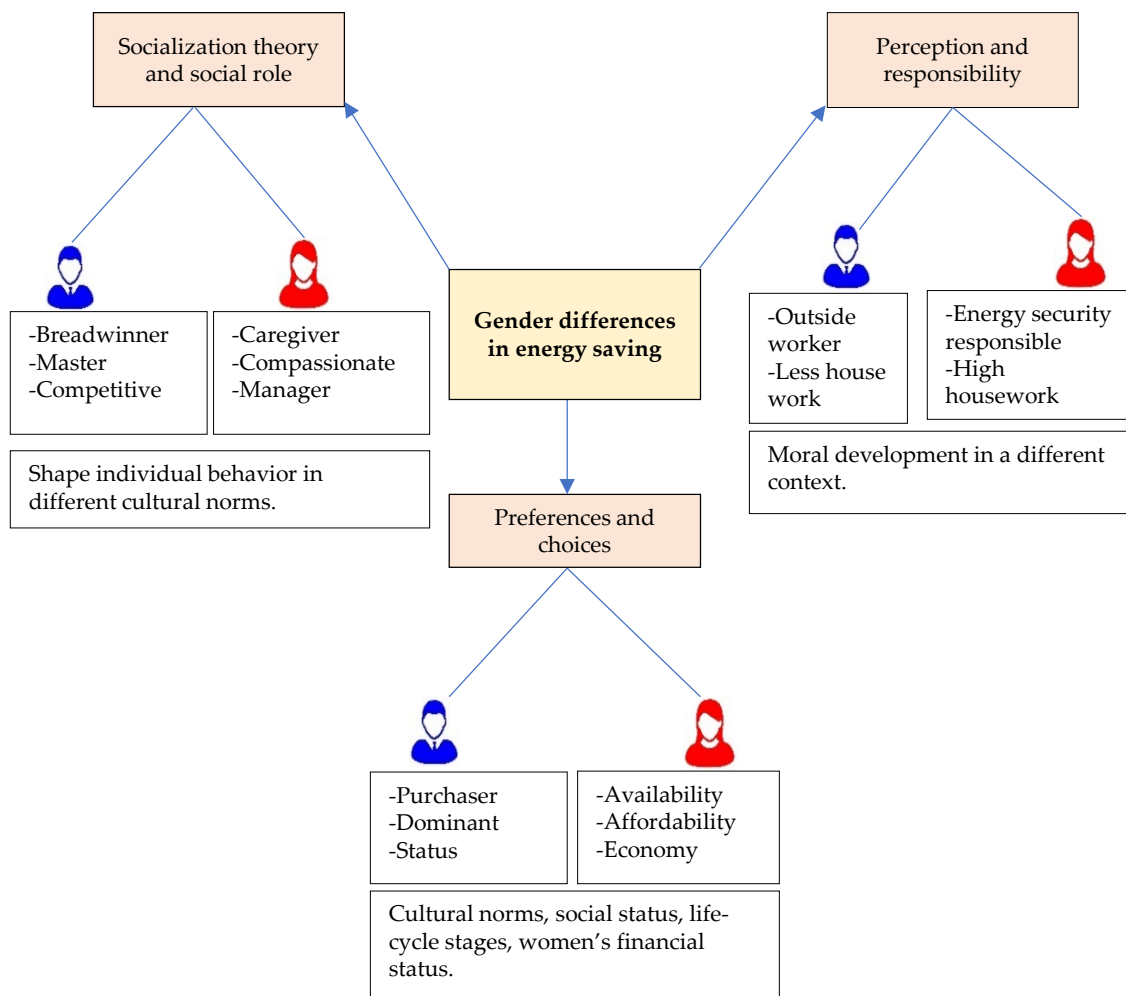 Socialization theory
and social role
Perception and
responsibility
-Breadwinner
-Master
-Competitive
-Caregiver
-Compassionate
-Manager
Shape individual behavior in
different cultural norms.
Gender differences
in energy saving
-Outside
worker
-Less house
work
-Energy security
responsible
-High
housework
Moral development in a different
context.
Preferences and
choices
-Purchaser
-Dominant
-Status
-Availability
-Affordability
-Economy
Cultural norms, social status, life-
cycle stages, women’s financial
status.